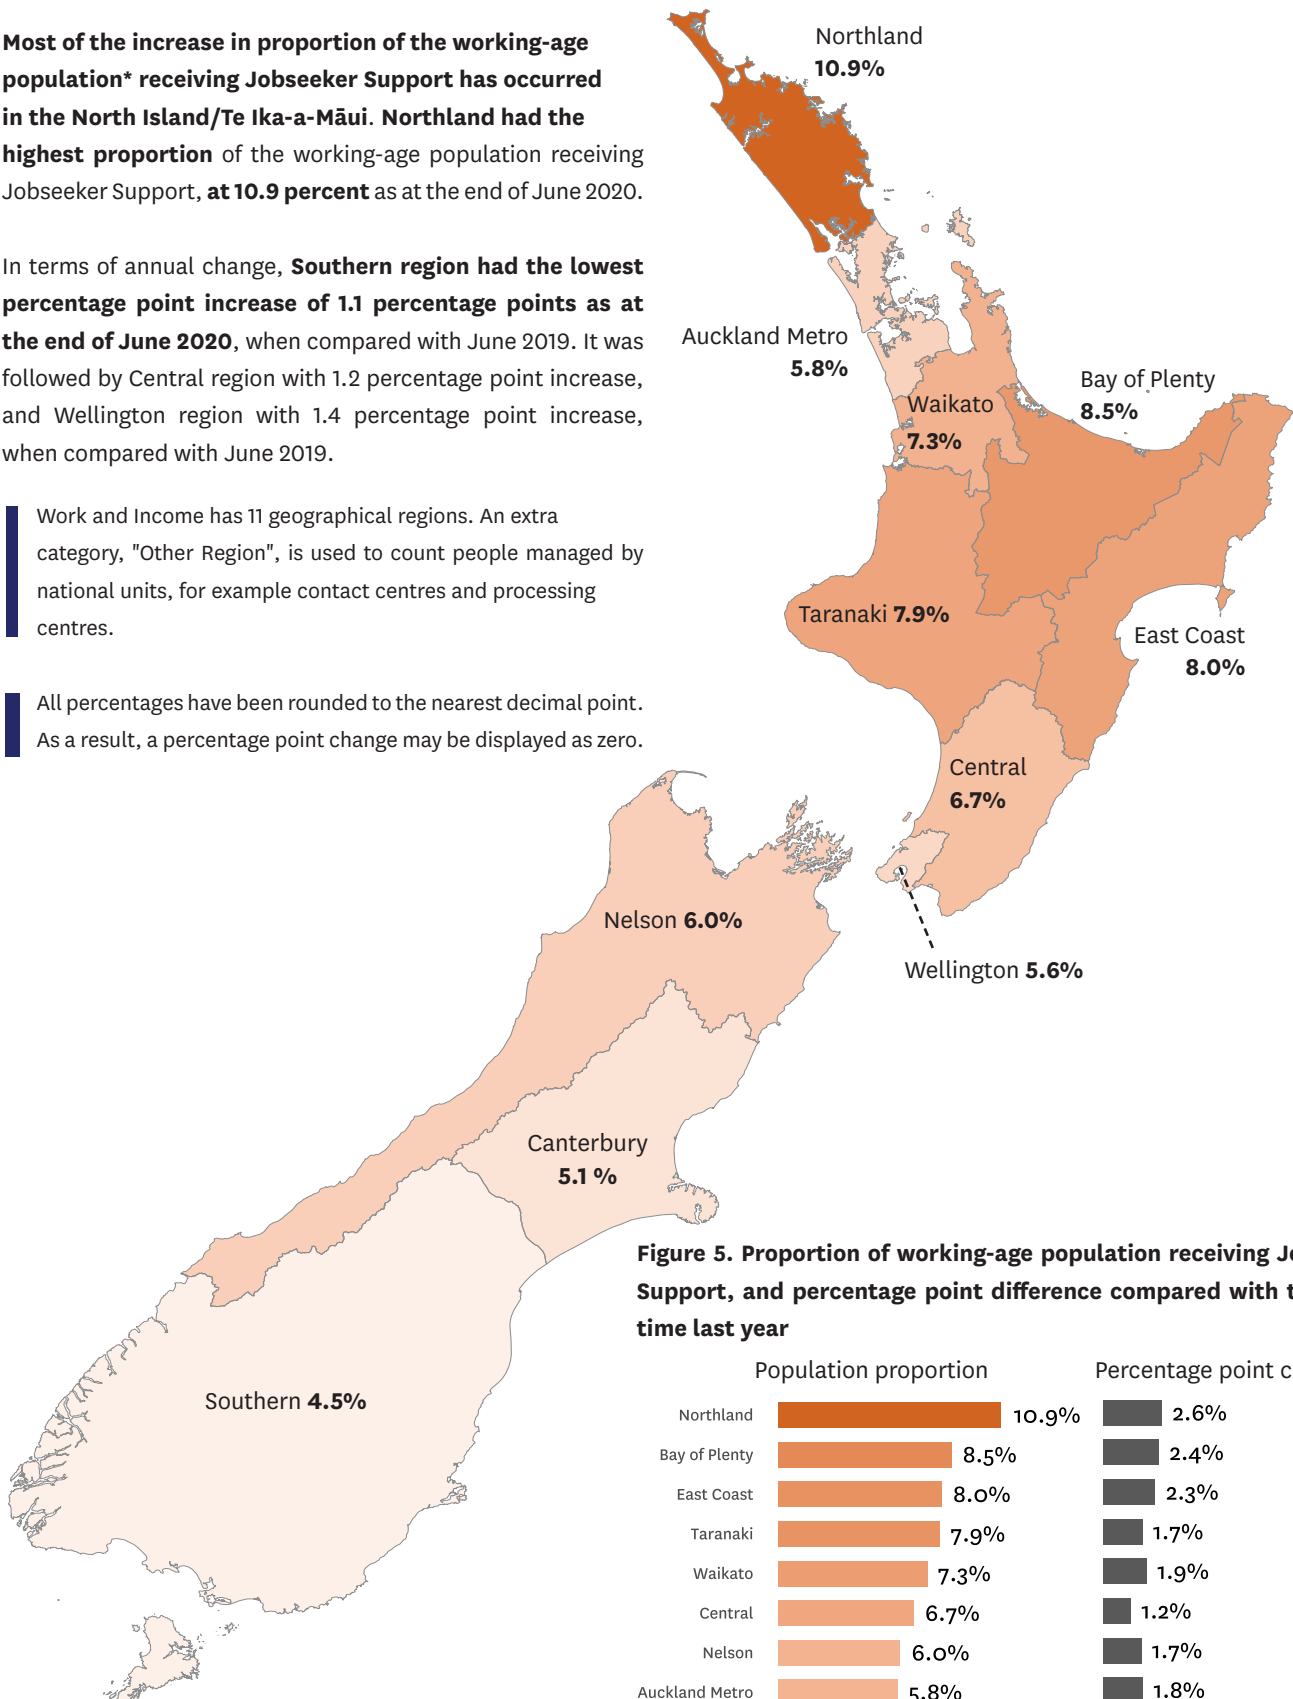 Most of the increase in proportion of the working-age
population* receiving Jobseeker Support has occurred
in the North Island/Te Ika-a-Māui. Northland had the
highest proportion of the working-age population receiving
Jobseeker Support, at 10.9 percent as at the end of June 2020.
In terms of annual change, Southern region had the lowest
percentage point increase of 1.1 percentage points as at
the end of June 2020, when compared with June 2019. It was
followed by Central region with 1.2 percentage point increase,
and Wellington region with 1.4 percentage point increase,
when compared with June 2019.
Work and Income has 11 geographical regions. An extra
category, "Other Region", is used to count people managed by
national units, for example contact centres and processing
centres.
All percentages have been rounded to the nearest decimal point.
As a result, a percentage point change may be displayed as zero.
Northland
10.9%
Auckland Metro
5.8%
Waikato
7.3%
Bay of Plenty
8.5%
Taranaki 7.9%
East Coast
8.0%
Central
6.7%
Wellington 5.6%
Nelson 6.0%
Canterbury
5.1 %
Southern 4.5%
Figure 5. Proportion of working-age population receiving
Support, and percentage point difference compared with
time last year
Population proportion Percentage point
Northland 10.9% 2.6%
Bay of Plenty 8.5% 2.4%
East Coast 8.0% 2.3%
Taranaki 7.9% 1.7%
Waikato 7.3% 1.9%
Central 6.7% 1.2%
Nelson 6.0% 1.7%
Auckland Metro 5.8% 1.8%